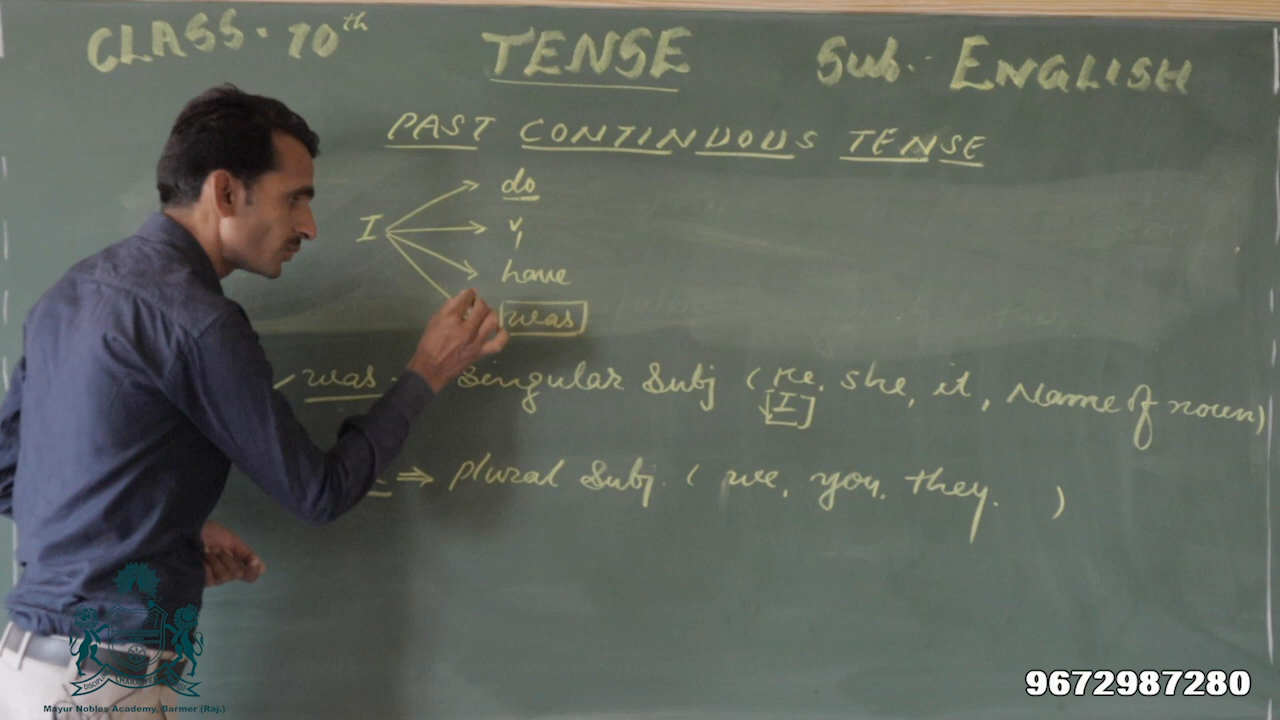 CLASS. 10th TENSE Sub. ENGLISH
PAST CONTINUOUS TENSE
I
do
V1
have
was
was. singular Subj (He, she, it, Name of noun)
[I]
⇒ plural Subj. ( we, you, they. )
Mayur Nobles Academy, Barmer (Raj.)
9672987280